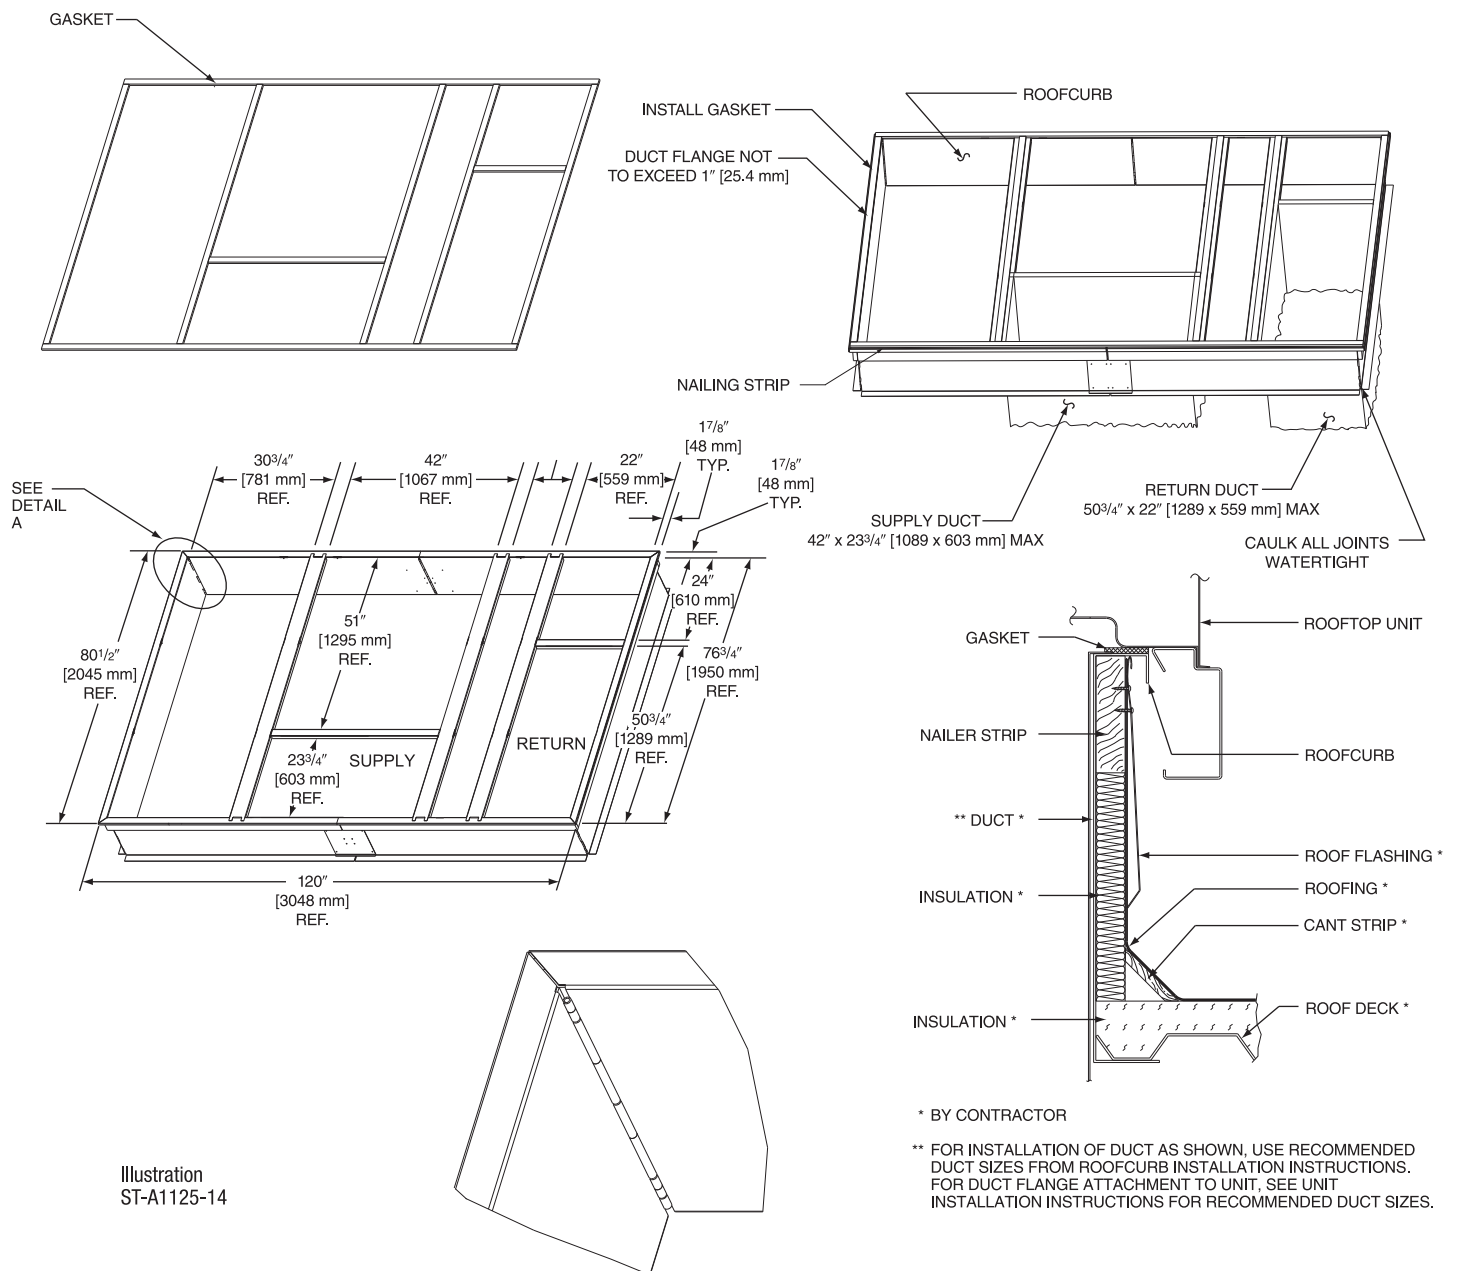 GASKET
ROOFCURB
INSTALL GASKET
DUCT FLANGE NOT
TO EXCEED 1″ [25.4 mm]
NAILING STRIP
SUPPLY DUCT
42″ x 233/4″ [1089 x 603 mm] MAX
RETURN DUCT
503/4″ x 22″ [1289 x 559 mm] MAX
CAULK ALL JOINTS
WATERTIGHT
SEE
DETAIL
A
303/4″
[781 mm]
REF.
42″
[1067 mm]
REF.
22″
[559 mm]
REF.
17/8″
[48 mm]
TYP.
17/8″
[48 mm]
TYP.
24″
[610 mm]
REF.
51″
[1295 mm]
REF.
801/2″
[2045 mm]
REF.
763/4″
[1950 mm]
REF.
503/4″
[1289 mm]
REF.
233/4″
[603 mm]
REF.
SUPPLY
RETURN
120″
[3048 mm]
REF.
GASKET
ROOFTOP UNIT
NAILER STRIP
ROOFCURB
** DUCT *
ROOF FLASHING *
INSULATION *
ROOFING *
CANT STRIP *
INSULATION *
ROOF DECK *
* BY CONTRACTOR
** FOR INSTALLATION OF DUCT AS SHOWN, USE RECOMMENDED
DUCT SIZES FROM ROOFCURB INSTALLATION INSTRUCTIONS.
FOR DUCT FLANGE ATTACHMENT TO UNIT, SEE UNIT
INSTALLATION INSTRUCTIONS FOR RECOMMENDED DUCT SIZES.
Illustration
ST-A1125-14